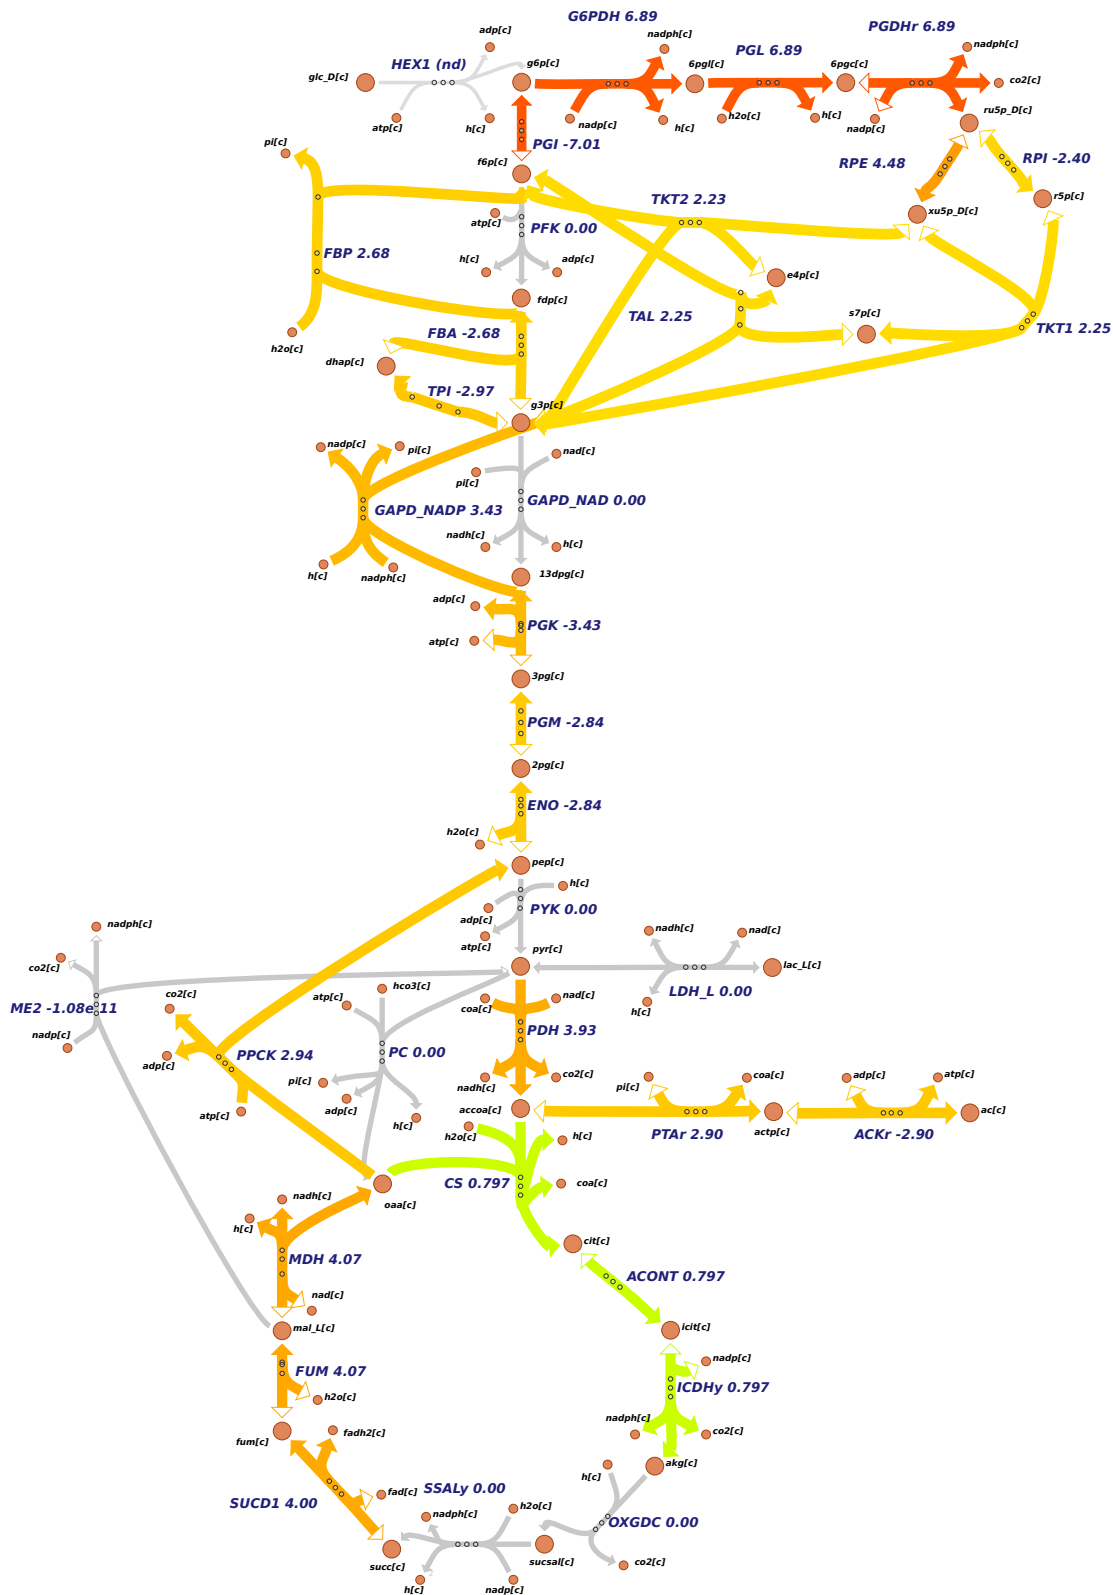 G6PDH 6.89
PGDHr 6.89
adp[c]
nadph[c]
PGL 6.89
nadph[c]
HEX1 (nd)
g6p[c]
6pgl[c]
6pgc[c]
glc_D[c]
co2[c]
atp[c]
h[c]
nadp[c]
h[c]
h2o[c]
h[c]
nadp[c]
ru5p_D[c]
pi[c]
PGI -7.01
f6p[c]
RPE 4.48
RPI -2.40
TKT2 2.23
r5p[c]
xu5p_D[c]
atp[c]
PFK 0.00
FBP 2.68
h[c]
adp[c]
e4p[c]
fdp[c]
TAL 2.25
s7p[c]
TKT1 2.25
FBA -2.68
h2o[c]
dhap[c]
TPI -2.97
g3p[c]
nadp[c]
pi[c]
nad[c]
pi[c]
GAPD_NADP 3.43
GAPD_NAD 0.00
nadh[c]
h[c]
h[c]
nadph[c]
13dpg[c]
adp[c]
PGK -3.43
atp[c]
3pg[c]
PGM -2.84
2pg[c]
ENO -2.84
h2o[c]
pep[c]
h[c]
PYK 0.00
adp[c]
nadph[c]
atp[c]
nadh[c]
nad[c]
pyr[c]
co2[c]
lac_L[c]
hco3[c]
LDH_L 0.00
co2[c]
atp[c]
coa[c]
nad[c]
ME2 -1.08e-11
h[c]
nadp[c]
PDH 3.93
PPCK 2.94
PC 0.00
adp[c]
pi[c]
nadh[c]
co2[c]
pi[c]
coa[c]
adp[c]
atp[c]
adp[c]
accoa[c]
atp[c]
h[c]
actp[c]
ac[c]
h2o[c]
h[c]
PTAr 2.90
ACKr -2.90
CS 0.797
coa[c]
nadh[c]
oaa[c]
h[c]
cit[c]
MDH 4.07
ACONT 0.797
nad[c]
mal_L[c]
icit[c]
nadp[c]
FUM 4.07
ICDHy 0.797
h2o[c]
nadph[c]
fum[c]
fadh2[c]
co2[c]
akg[c]
h[c]
SSALy 0.00
fad[c]
SUCD1 4.00
nadph[c]
h2o[c]
OXGDC 0.00
succ[c]
sucsal[c]
co2[c]
h[c]
nadp[c]